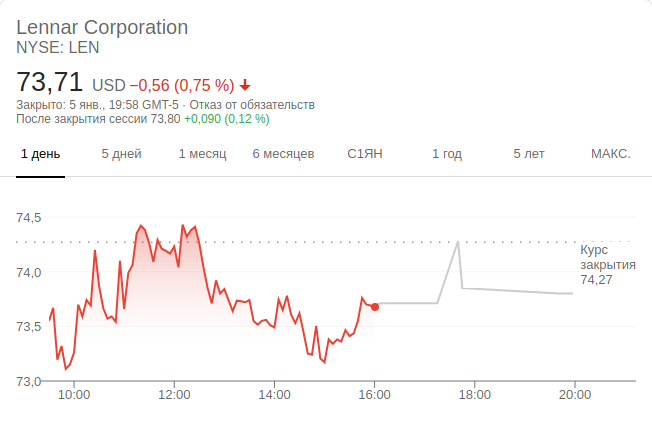 Lennar Corporation
NYSE: LEN
73,71 USD −0,56 (0,75 %)
Закрыто: 5 янв., 19:58 GMT-5 · Отказ от обязательств
После закрытия сессии 73,80 +0,090 (0,12 %)
1 день 5 дней 1 месяц 6 месяцев С1ЯН 1 год 5 лет МАКС.
74,5
Курс
закрытия
74,27
74,0
73,5
73,0
10:00 12:00 14:00 16:00 18:00 20:00